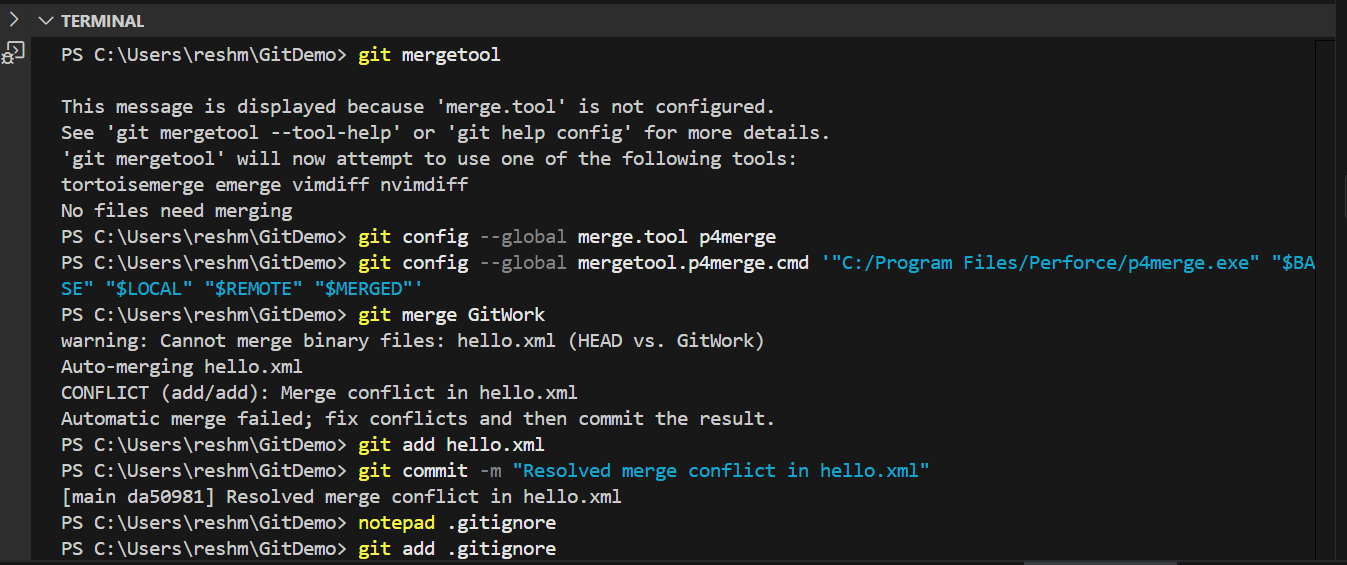 TERMINAL
PS C:\Users\reshm\GitDemo> git mergetool
This message is displayed because 'merge.tool' is not configured.
See 'git mergetool --tool-help' or 'git help config' for more details.
'git mergetool' will now attempt to use one of the following tools:
tortoisemerge emerge vimdiff nvimdiff
No files need merging
PS C:\Users\reshm\GitDemo> git config --global merge.tool p4merge
PS C:\Users\reshm\GitDemo> git config --global mergetool.p4merge.cmd '"C:/Program Files/Perforce/p4merge.exe" "$BA
SE" "$LOCAL" "$REMOTE" "$MERGED"'
PS C:\Users\reshm\GitDemo> git merge GitWork
warning: Cannot merge binary files: hello.xml (HEAD vs. GitWork)
Auto-merging hello.xml
CONFLICT (add/add): Merge conflict in hello.xml
Automatic merge failed; fix conflicts and then commit the result.
PS C:\Users\reshm\GitDemo> git add hello.xml
PS C:\Users\reshm\GitDemo> git commit -m "Resolved merge conflict in hello.xml"
[main da50981] Resolved merge conflict in hello.xml
PS C:\Users\reshm\GitDemo> notepad .gitignore
PS C:\Users\reshm\GitDemo> git add .gitignore